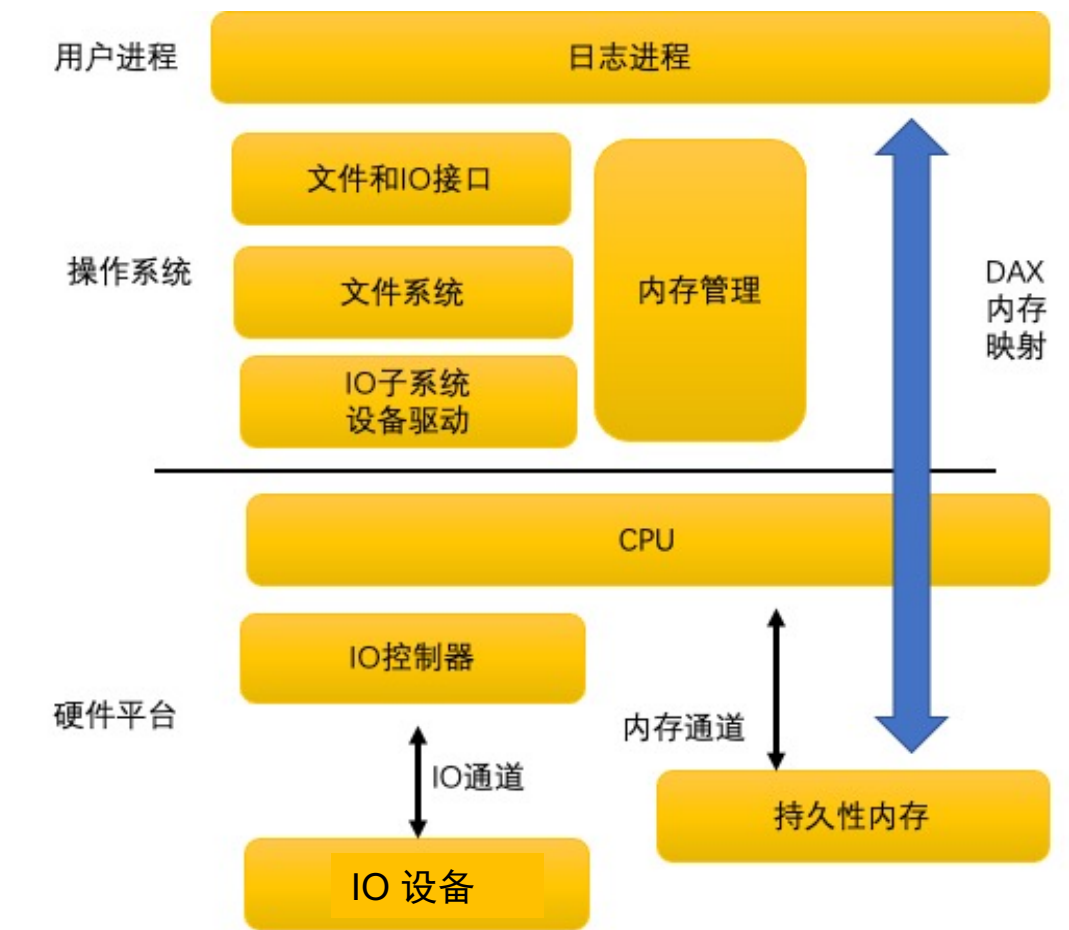 用户进程
日志进程
文件和IO接口
操作系统
文件系统
内存管理
DAX
内存
映射
IO子系统
设备驱动
CPU
IO控制器
硬件平台
内存通道
IO通道
持久性内存
IO 设备